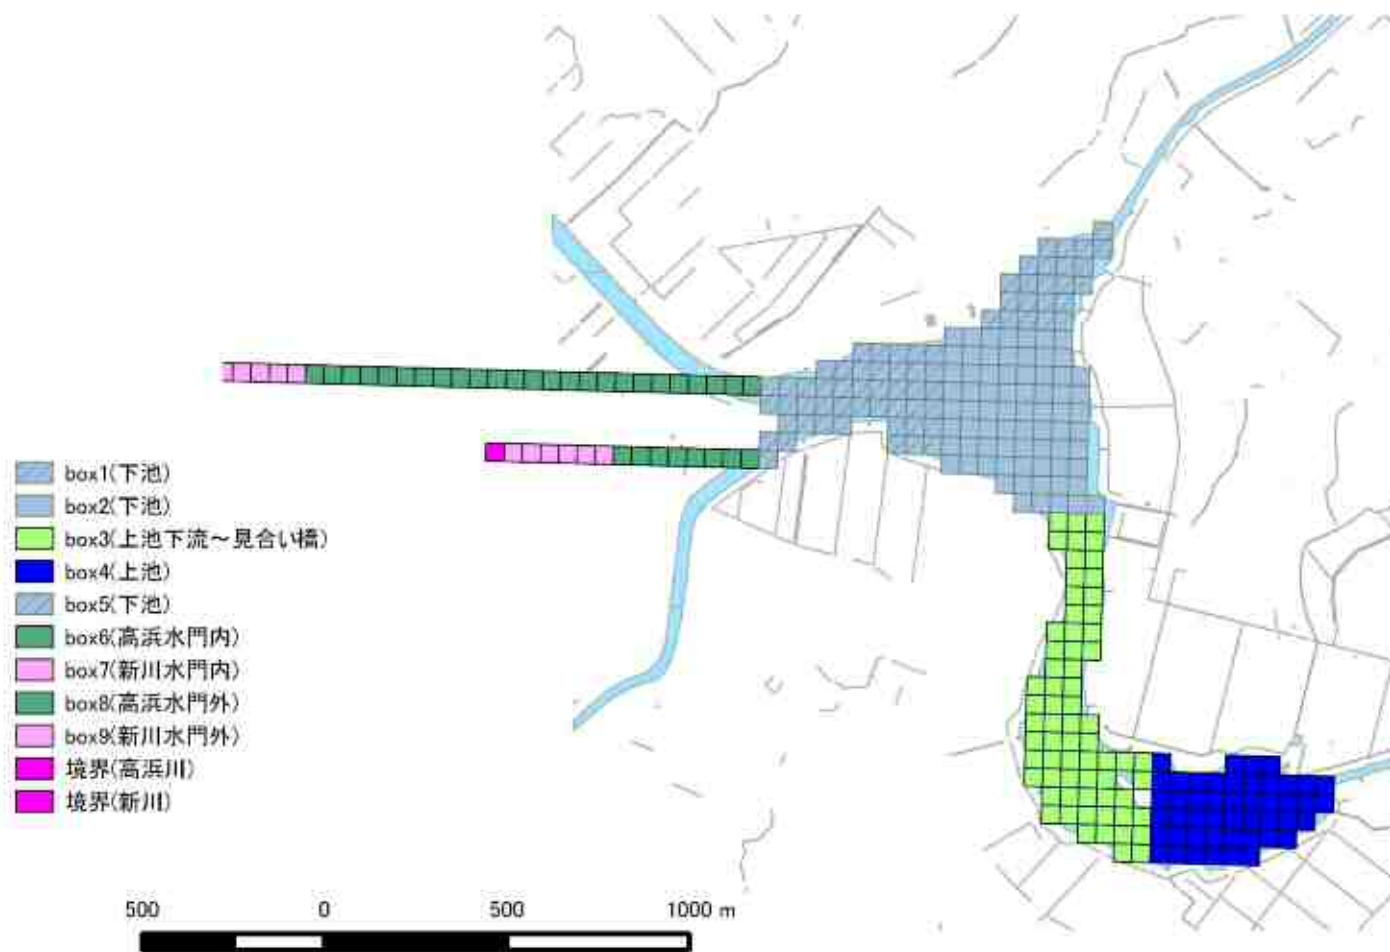 box1(下池)
box2(下池)
box3(上池下流～見合い橋)
box4(上池)
box5(下池)
box6(高浜水門内)
box7(新川水門内)
box8(高浜水門外)
box9(新川水門外)
境界(高浜川)
境界(新川)
500 0 500 1000 m